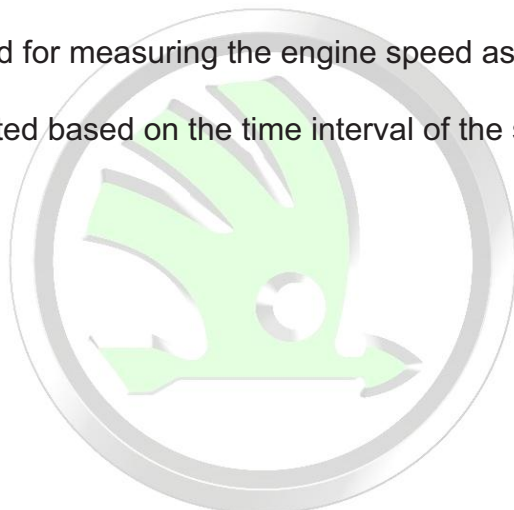 d for measuring the engine speed as
ted based on the time interval of the s